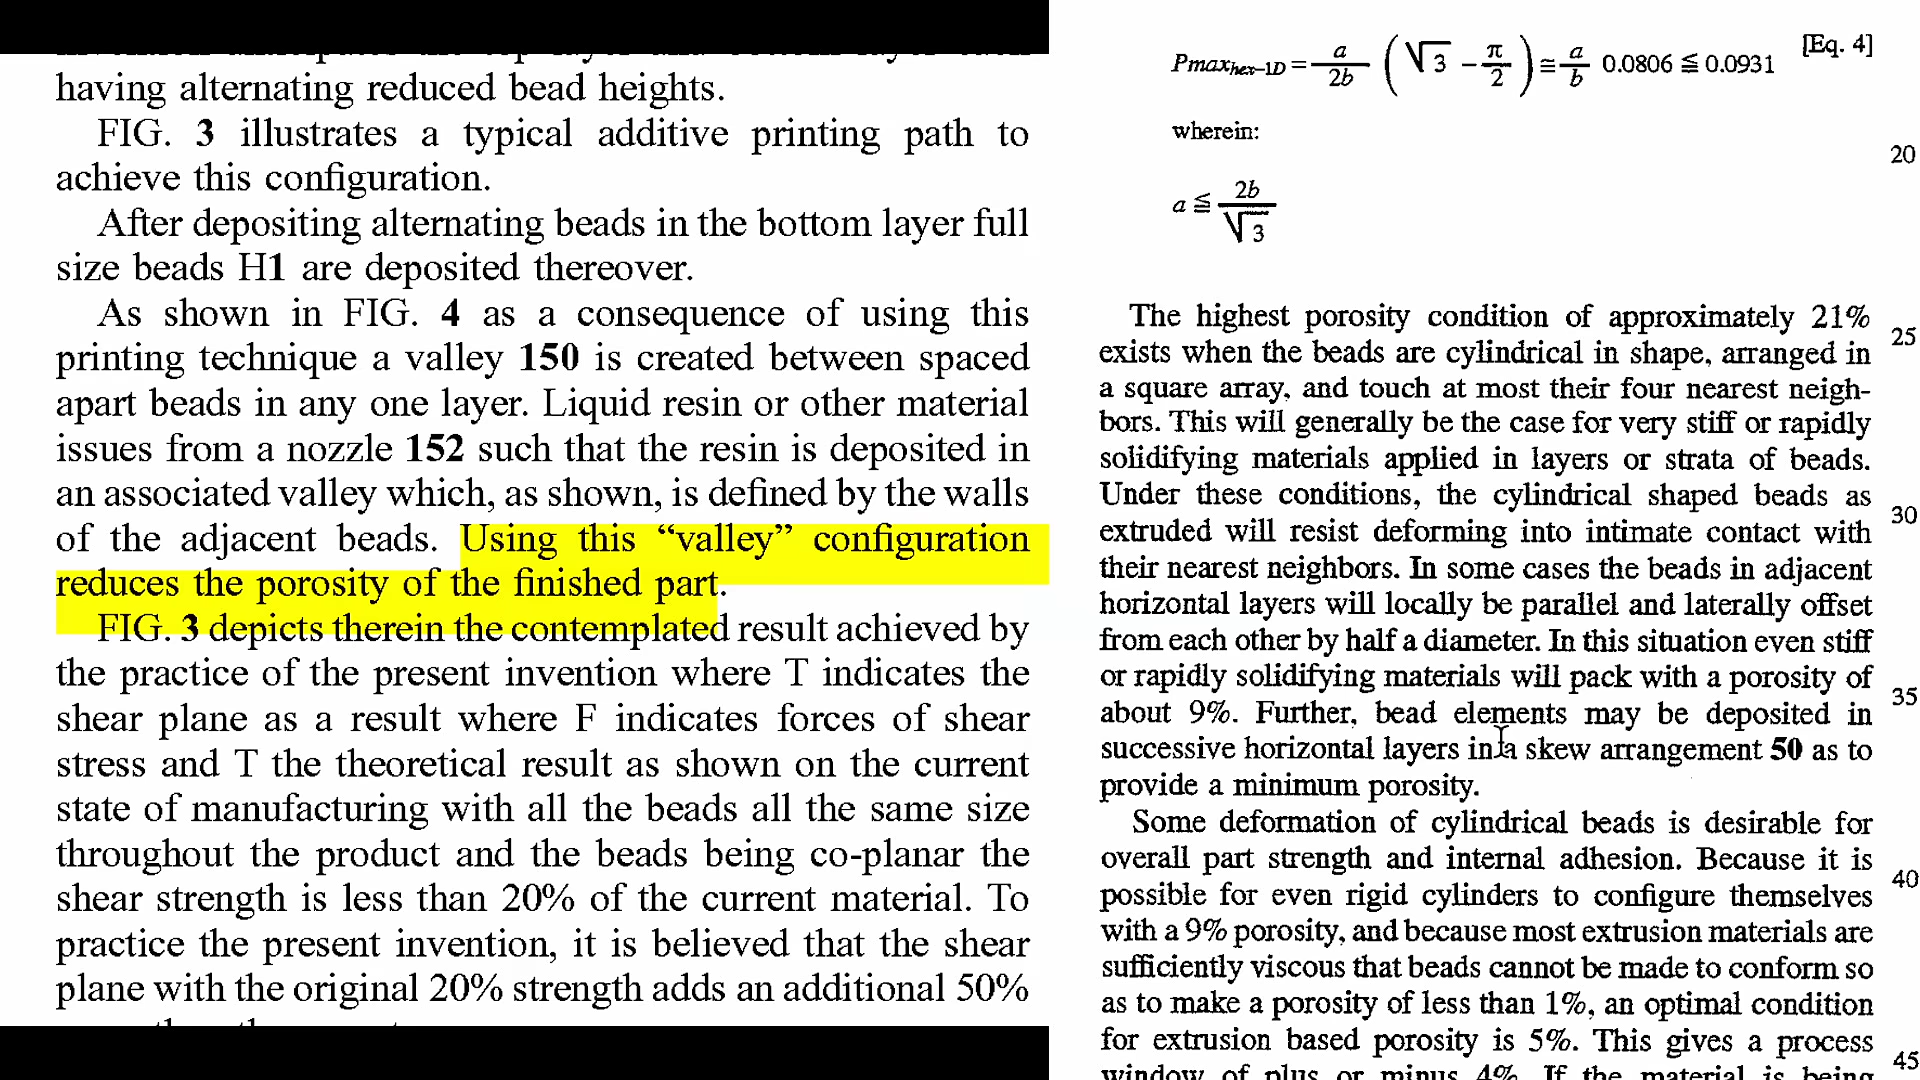 having alternating reduced bead heights.
FIG. 3 illustrates a typical additive printing path to
achieve this configuration.
After depositing alternating beads in the bottom layer full
size beads H1 are deposited thereover.
As shown in FIG. 4 as a consequence of using this
printing technique a valley 150 is created between spaced
apart beads in any one layer. Liquid resin or other material
issues from a nozzle 152 such that the resin is deposited in
an associated valley which, as shown, is defined by the walls
of the adjacent beads. Using this “valley” configuration
reduces the porosity of the finished part.
FIG. 3 depicts therein the contemplated result achieved by
the practice of the present invention where T indicates the
shear plane as a result where F indicates forces of shear
stress and T the theoretical result as shown on the current
state of manufacturing with all the beads all the same size
throughout the product and the beads being co-planar the
shear strength is less than 20% of the current material. To
practice the present invention, it is believed that the shear
plane with the original 20% strength adds an additional 50%
Pmax hex–1D = a/2b (√3 – π/2) ≅ a/b 0.0806 ≦ 0.0931 [Eq. 4]
wherein:
20
a ≦ 2b/√3
The highest porosity condition of approximately 21%
25
exists when the beads are cylindrical in shape, arranged in
a square array, and touch at most their four nearest neigh-
bors. This will generally be the case for very stiff or rapidly
solidifying materials applied in layers or strata of beads.
Under these conditions, the cylindrical shaped beads as
30
extruded will resist deforming into intimate contact with
their nearest neighbors. In some cases the beads in adjacent
horizontal layers will locally be parallel and laterally offset
from each other by half a diameter. In this situation even stiff
or rapidly solidifying materials will pack with a porosity of
35
about 9%. Further, bead elements may be deposited in
successive horizontal layers in a skew arrangement 50 as to
provide a minimum porosity.
Some deformation of cylindrical beads is desirable for
overall part strength and internal adhesion. Because it is
40
possible for even rigid cylinders to configure themselves
with a 9% porosity, and because most extrusion materials are
sufficiently viscous that beads cannot be made to conform so
as to make a porosity of less than 1%, an optimal condition
for extrusion based porosity is 5%. This gives a process
45
window of plus or minus 4%. If the material is being